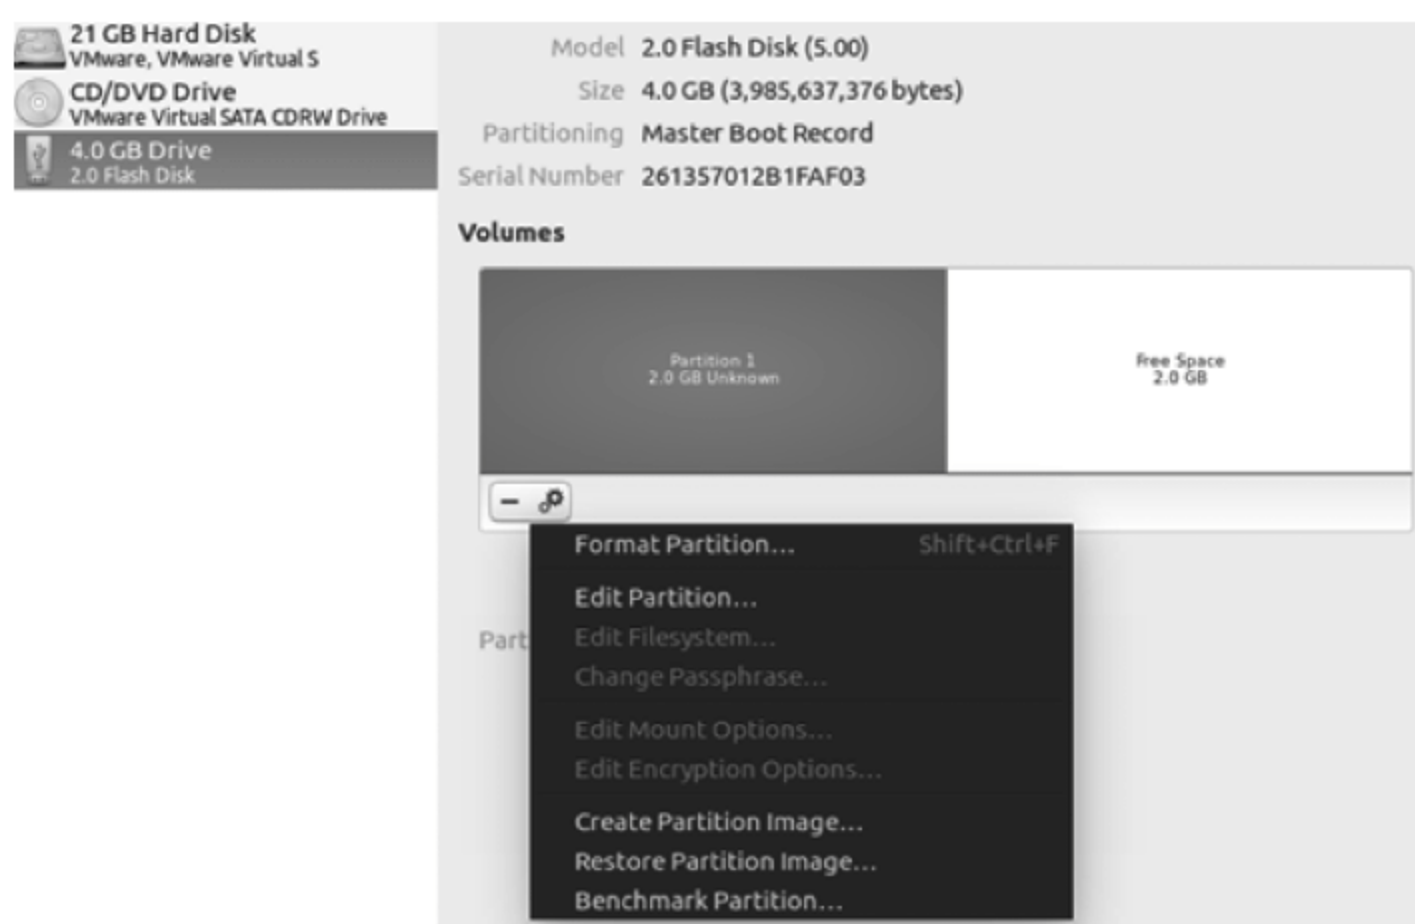 21 GB Hard Disk
VMware, VMware Virtual S
CD/DVD Drive
VMware Virtual SATA CDRW Drive
4.0 GB Drive
2.0 Flash Disk
Model 2.0 Flash Disk (5.00)
Size 4.0 GB (3,985,637,376 bytes)
Partitioning Master Boot Record
Serial Number 261357012B1FAF03
Volumes
Partition 1
2.0 GB Unknown
Free Space
2.0 GB
Format Partition... Shift+Ctrl+F
Edit Partition...
Part
Edit Filesystem...
Change Passphrase...
Edit Mount Options...
Edit Encryption Options...
Create Partition Image...
Restore Partition Image...
Benchmark Partition...